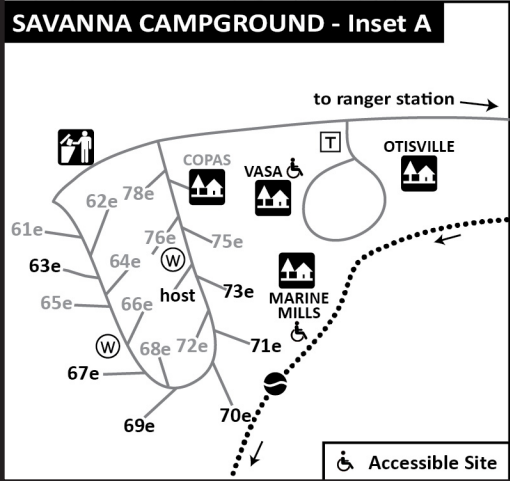 SAVANNA CAMPGROUND - Inset A
to ranger station
T
OTISVILLE
COPAS
VASA
62e
78e
61e
76e
75e
64e
W
63e
host
73e
MARINE
MILLS
65e
66e
W
68e
72e
71e
67e
69e
70e
Accessible Site